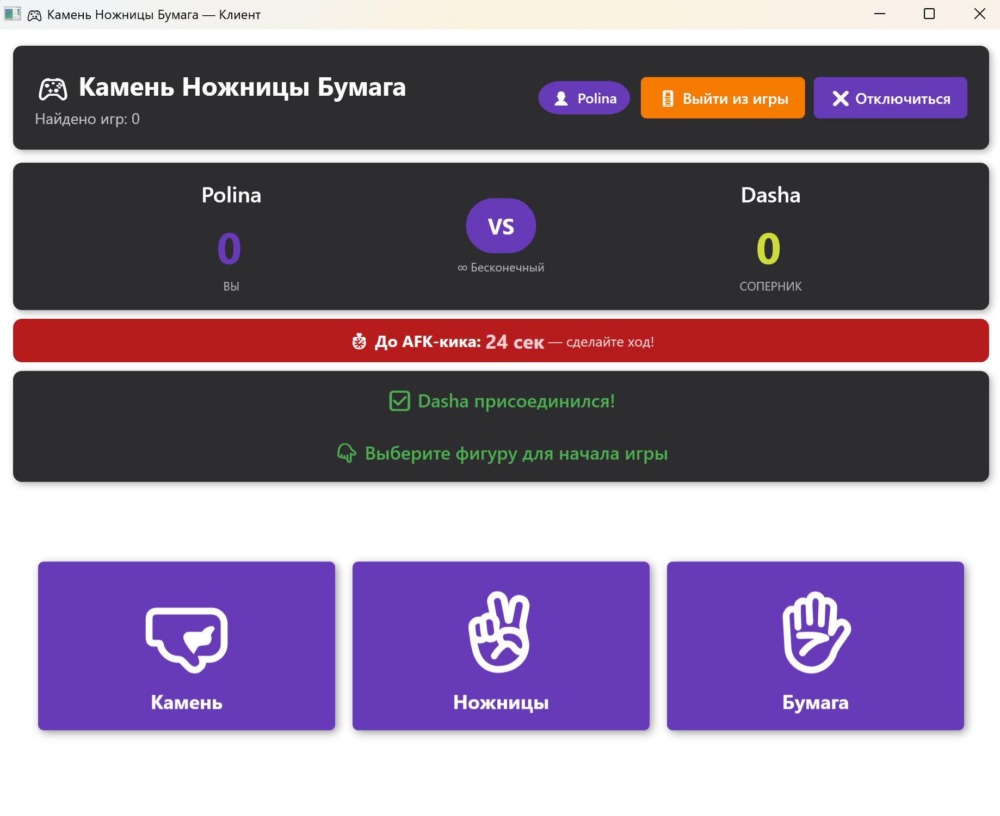 Камень Ножницы Бумага — Клиент
Камень Ножницы Бумага
Найдено игр: 0
Polina
Выйти из игры
Отключиться
Polina
0
ВЫ
VS
∞ Бесконечный
Dasha
0
СОПЕРНИК
До AFK-кика: 24 сек — сделайте ход!
Dasha присоединился!
Выберите фигуру для начала игры
Камень
Ножницы
Бумага